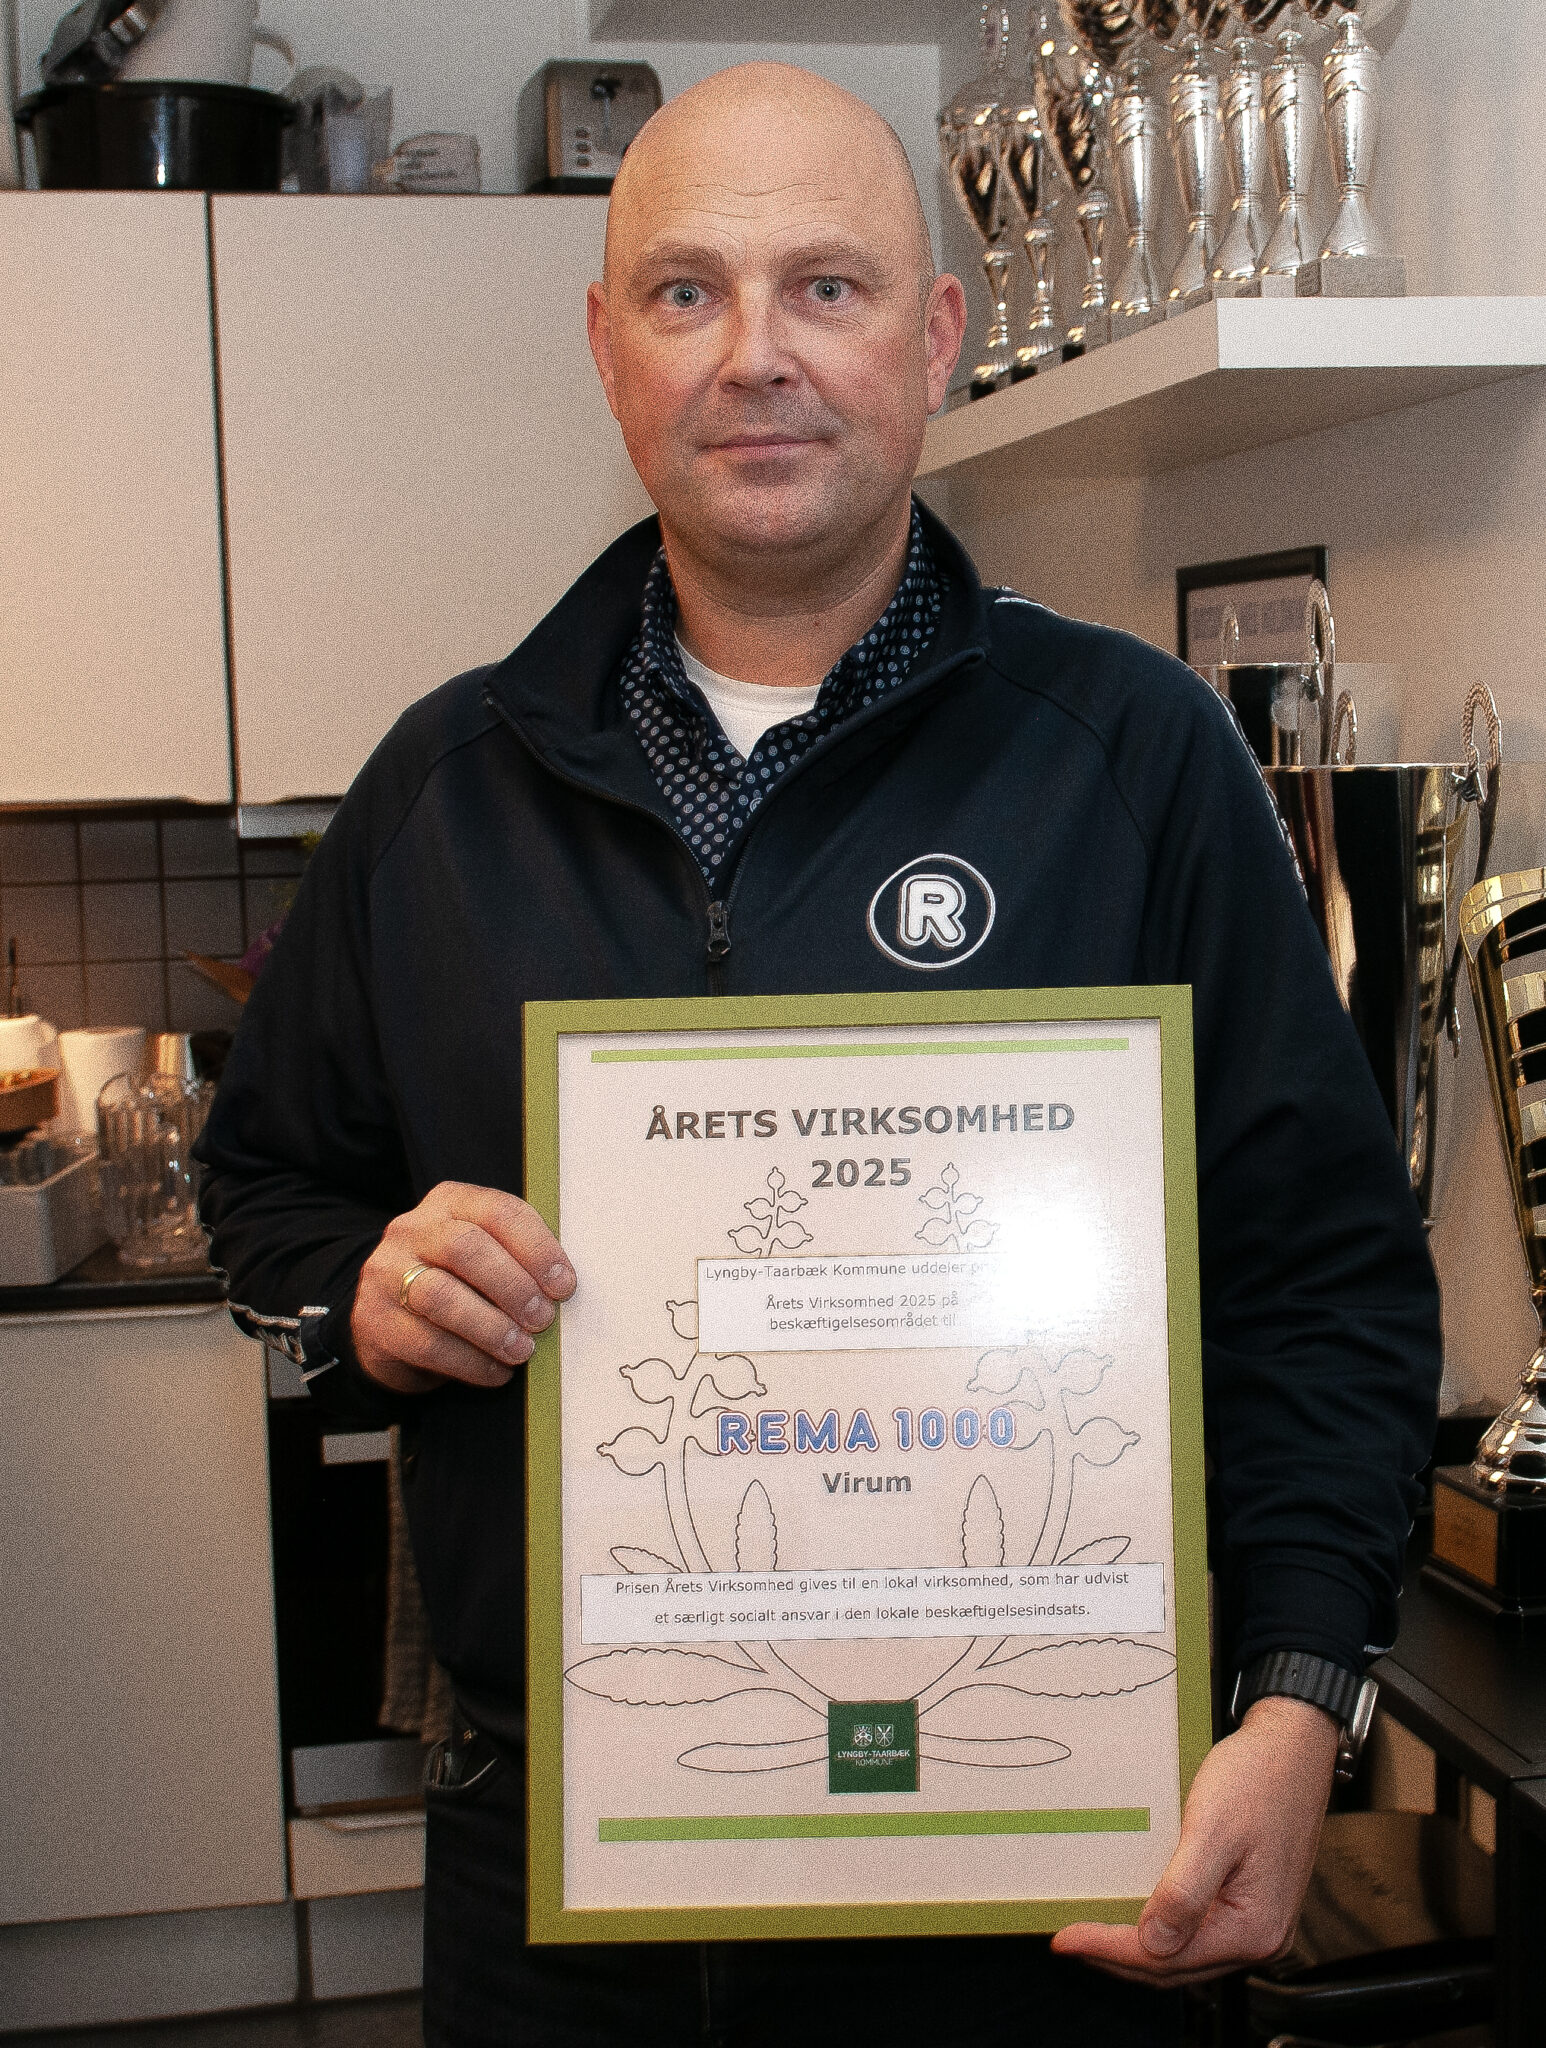 R
ÅRETS VIRKSOMHED
2025
Lyngby-Taarbæk Kommune uddeler
Årets Virksomhed 2025 på
beskæftigelsesområdet til
REMA 1000
Virum
Prisen Årets Virksomhed gives til en lokal virksomhed, som har udvist
et særligt socialt ansvar i den lokale beskæftigelsesindsats.
LYNGBY-TAARBÆK
KOMMUNE